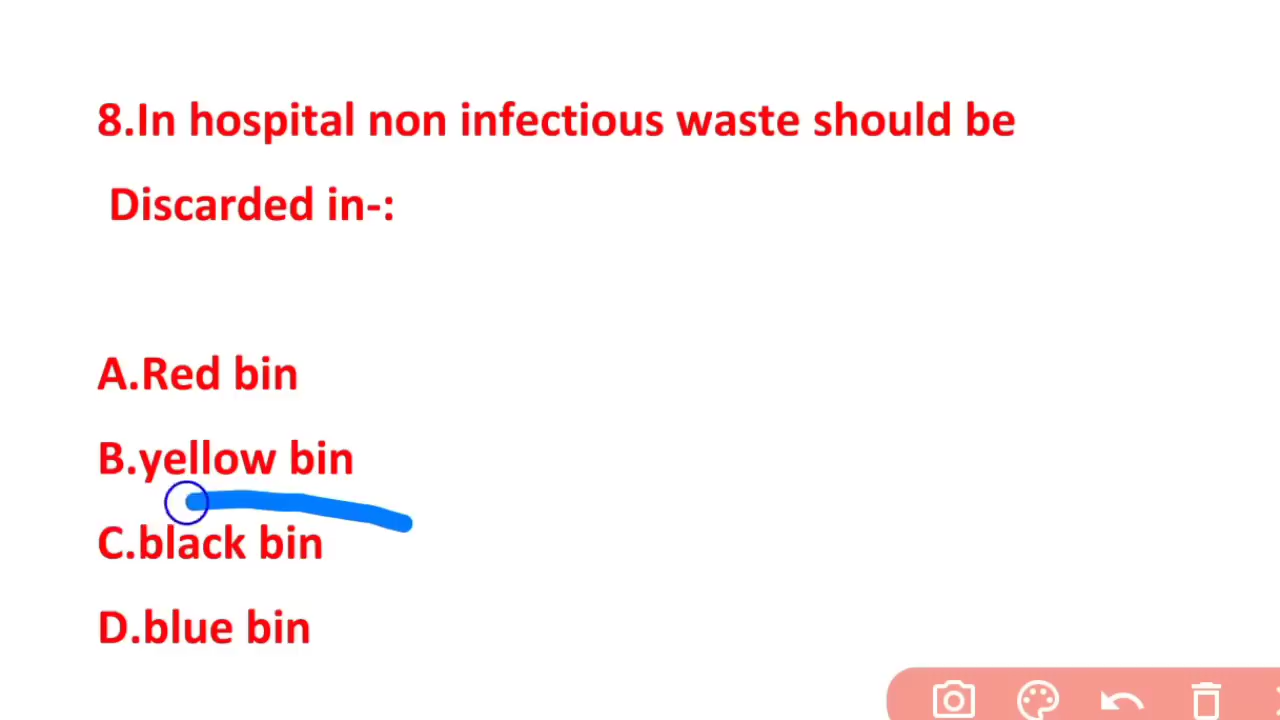 8.In hospital non infectious waste should be
Discarded in-:
A.Red bin
B.yellow bin
C.black bin
D.blue bin